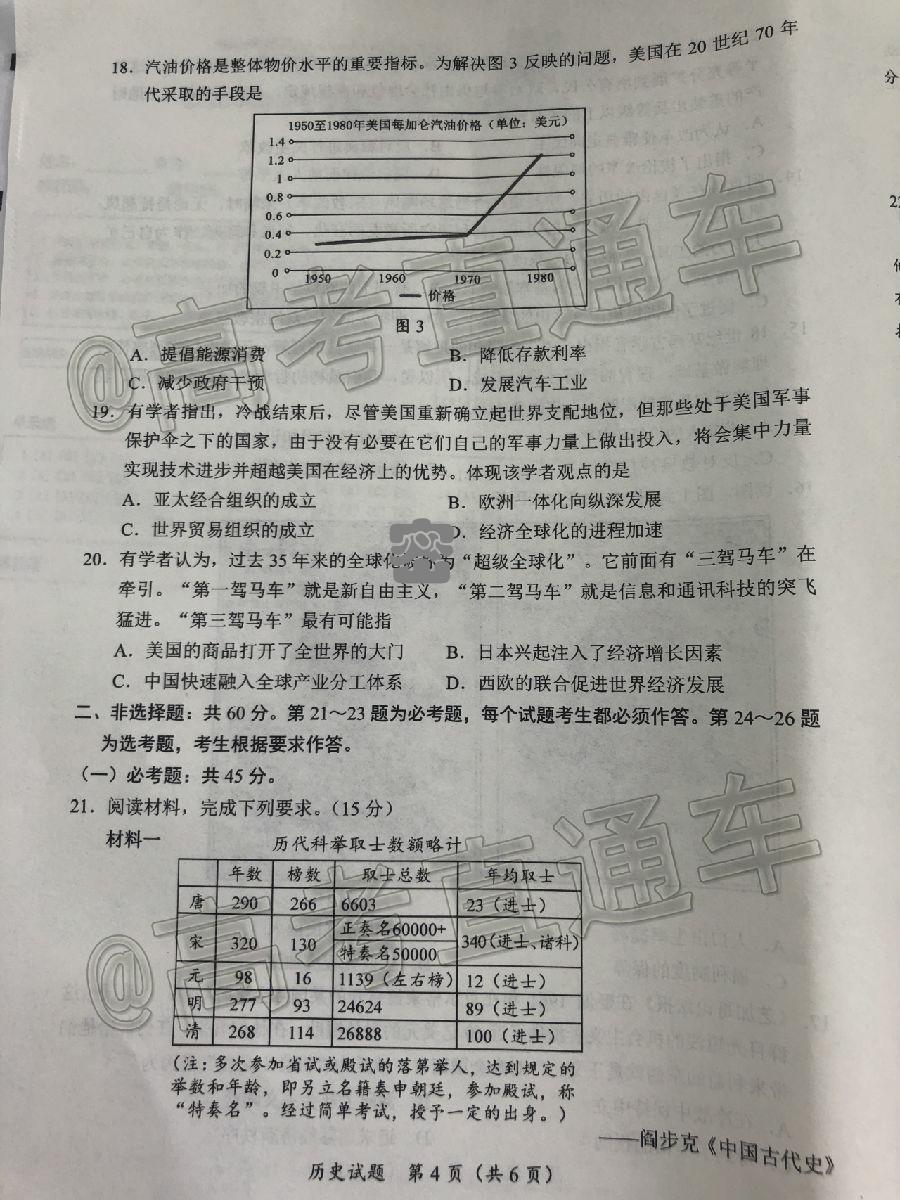 18．汽油价格是整体物价水平的重要指标。为解决图 3 反映的问题，美国在 20 世纪 70 年
代采取的手段是
1950至1980年美国每加仑汽油价格（单位：美元）
1.4
1.2
1
0.8
0.6
0.4
0.2
0
1950 1960 1970 1980
价格
图 3
A．提倡能源消费 B．降低存款利率
C．减少政府干预 D．发展汽车工业
19．有学者指出，冷战结束后，尽管美国重新确立起世界支配地位，但那些处于美国军事
保护伞之下的国家，由于没有必要在它们自己的军事力量上做出投入，将会集中力量
实现技术进步并超越美国在经济上的优势。体现该学者观点的是
A．亚太经合组织的成立 B．欧洲一体化向纵深发展
C．世界贸易组织的成立 D．经济全球化的进程加速
20．有学者认为，过去 35 年来的全球化 为“超级全球化”。它前面有“三驾马车”在
牵引。“第一驾马车”就是新自由主义，“第二驾马车”就是信息和通讯科技的突飞
猛进。“第三驾马车”最有可能指
A．美国的商品打开了全世界的大门 B．日本兴起注入了经济增长因素
C．中国快速融入全球产业分工体系 D．西欧的联合促进世界经济发展
二、非选择题：共 60 分。第 21～23 题为必考题，每个试题考生都必须作答。第 24～26 题
为选考题，考生根据要求作答。
（一）必考题：共 45 分。
21．阅读材料，完成下列要求。（15 分）
材料一 历代科举取士数额略计
年数 榜数 取士总数 年均取士
唐 290 266 6603 23（进士）
宋 320 130 正奏名60000+ 特奏名50000 340（进士、诸科）
元 98 16 1139（左右榜） 12（进士）
明 277 93 24624 89（进士）
清 268 114 26888 100（进士）
（注：多次参加省试或殿试的落第举人，达到规定的
举数和年龄，即另立名籍奏申朝廷，参加殿试，称
“特奏名”。经过简单考试，授予一定的出身。）
——阎步克《中国古代史》
历史试题 第 4 页（共 6 页）
@高考直通车
@高考直通车